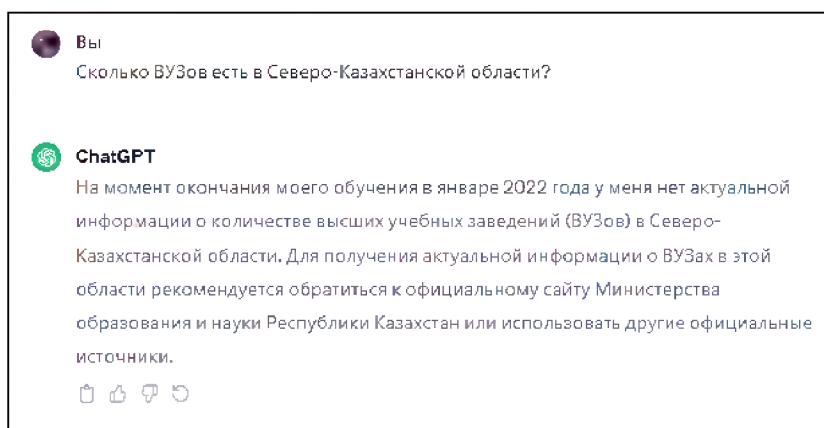 Вы
Сколько ВУЗов есть в Северо-Казахстанской области?
ChatGPT
На момент окончания моего обучения в январе 2022 года у меня нет актуальной
информации о количестве высших учебных заведений (ВУЗов) в Северо-
Казахстанской области. Для получения актуальной информации о ВУЗах в этой
области рекомендуется обратиться к официальному сайту Министерства
образования и науки Республики Казахстан или использовать другие официальные
источники.